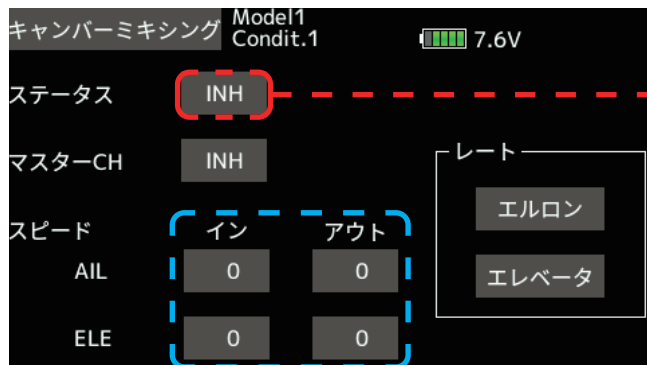 キャンバーミキシング Model1
Condit.1 7.6V
ステータス INH
マスターCH INH
レート
エルロン
スピード イン アウト
AIL 0 0
エレベータ
ELE 0 0